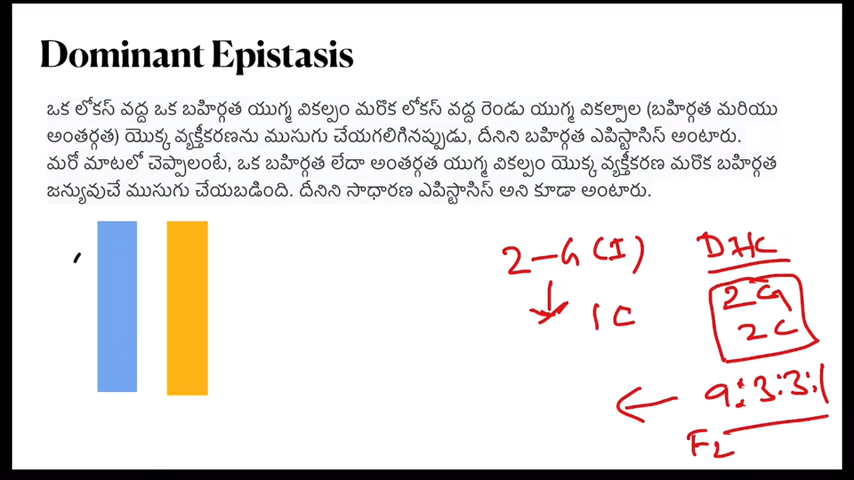 Dominant Epistasis
ఒక లోకస్ వద్ద ఒక బహిర్గత యుగ్మ వికల్పం మరొక లోకస్ వద్ద రెండు యుగ్మ వికల్పాల (బహిర్గత మరియు
అంతర్గత) యొక్క వ్యక్తీకరణను ముసుగు చేయగలిగినప్పుడు, దీనిని బహిర్గత ఎపిస్టాసిస్ అంటారు.
మరో మాటలో చెప్పాలంటే, ఒక బహిర్గత లేదా అంతర్గత యుగ్మ వికల్పం యొక్క వ్యక్తీకరణ మరొక బహిర్గత
జన్యువుచే ముసుగు చేయబడింది. దీనిని సాధారణ ఎపిస్టాసిస్ అని కూడా అంటారు.
2-G (I)
1 C
DHC
2G
2C
9:3:3:1
F2